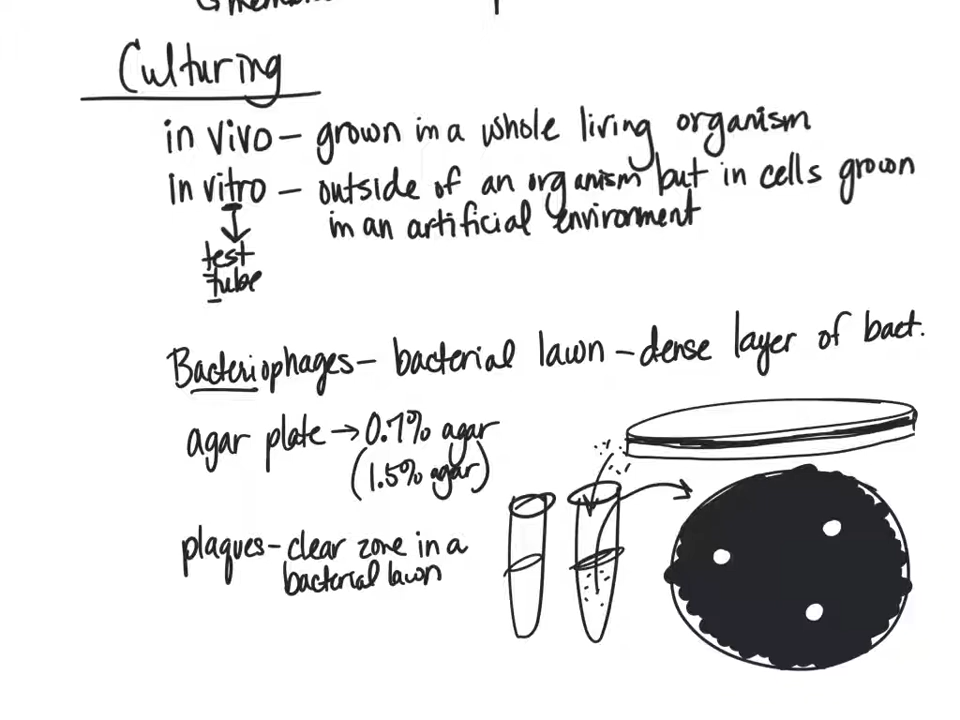 Culturing
in vivo – grown in a whole living organism
in vitro – outside of an organism but in cells grown
in an artificial environment
test
tube
Bacteriophages – bacterial lawn – dense layer of bact.
agar plate → 0.7% agar
(1.5% agar)
plaques – clear zone in a
bacterial lawn